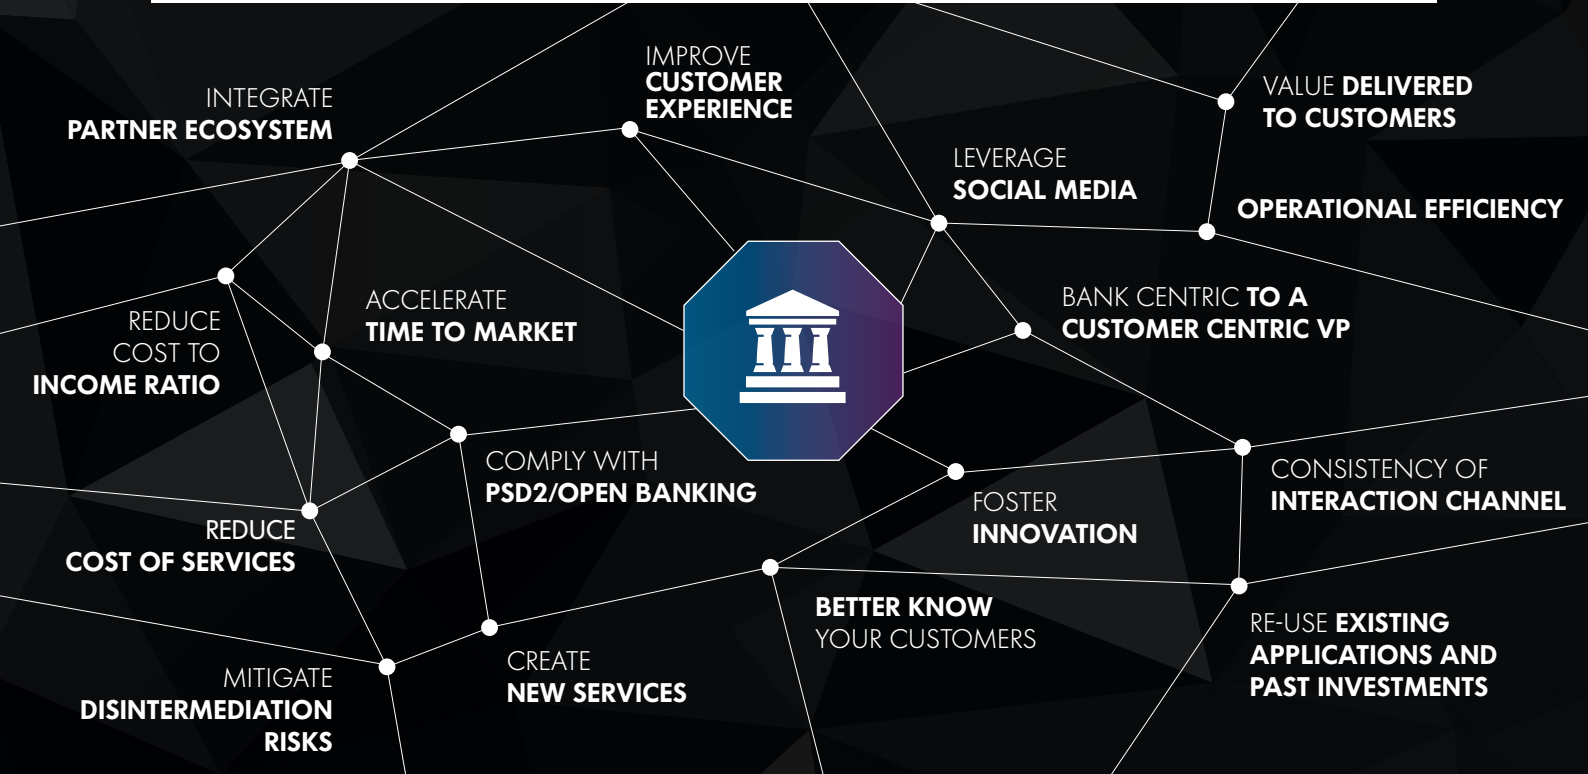 IMPROVE
CUSTOMER
EXPERIENCE
INTEGRATE
PARTNER ECOSYSTEM
VALUE DELIVERED
TO CUSTOMERS
LEVERAGE
SOCIAL MEDIA
OPERATIONAL EFFICIENCY
ACCELERATE
TIME TO MARKET
BANK CENTRIC TO A
CUSTOMER CENTRIC VP
REDUCE
COST TO
INCOME RATIO
COMPLY WITH
PSD2/OPEN BANKING
CONSISTENCY OF
INTERACTION CHANNEL
FOSTER
INNOVATION
REDUCE
COST OF SERVICES
BETTER KNOW
YOUR CUSTOMERS
RE-USE EXISTING
APPLICATIONS AND
PAST INVESTMENTS
CREATE
NEW SERVICES
MITIGATE
DISINTERMEDIATION
RISKS